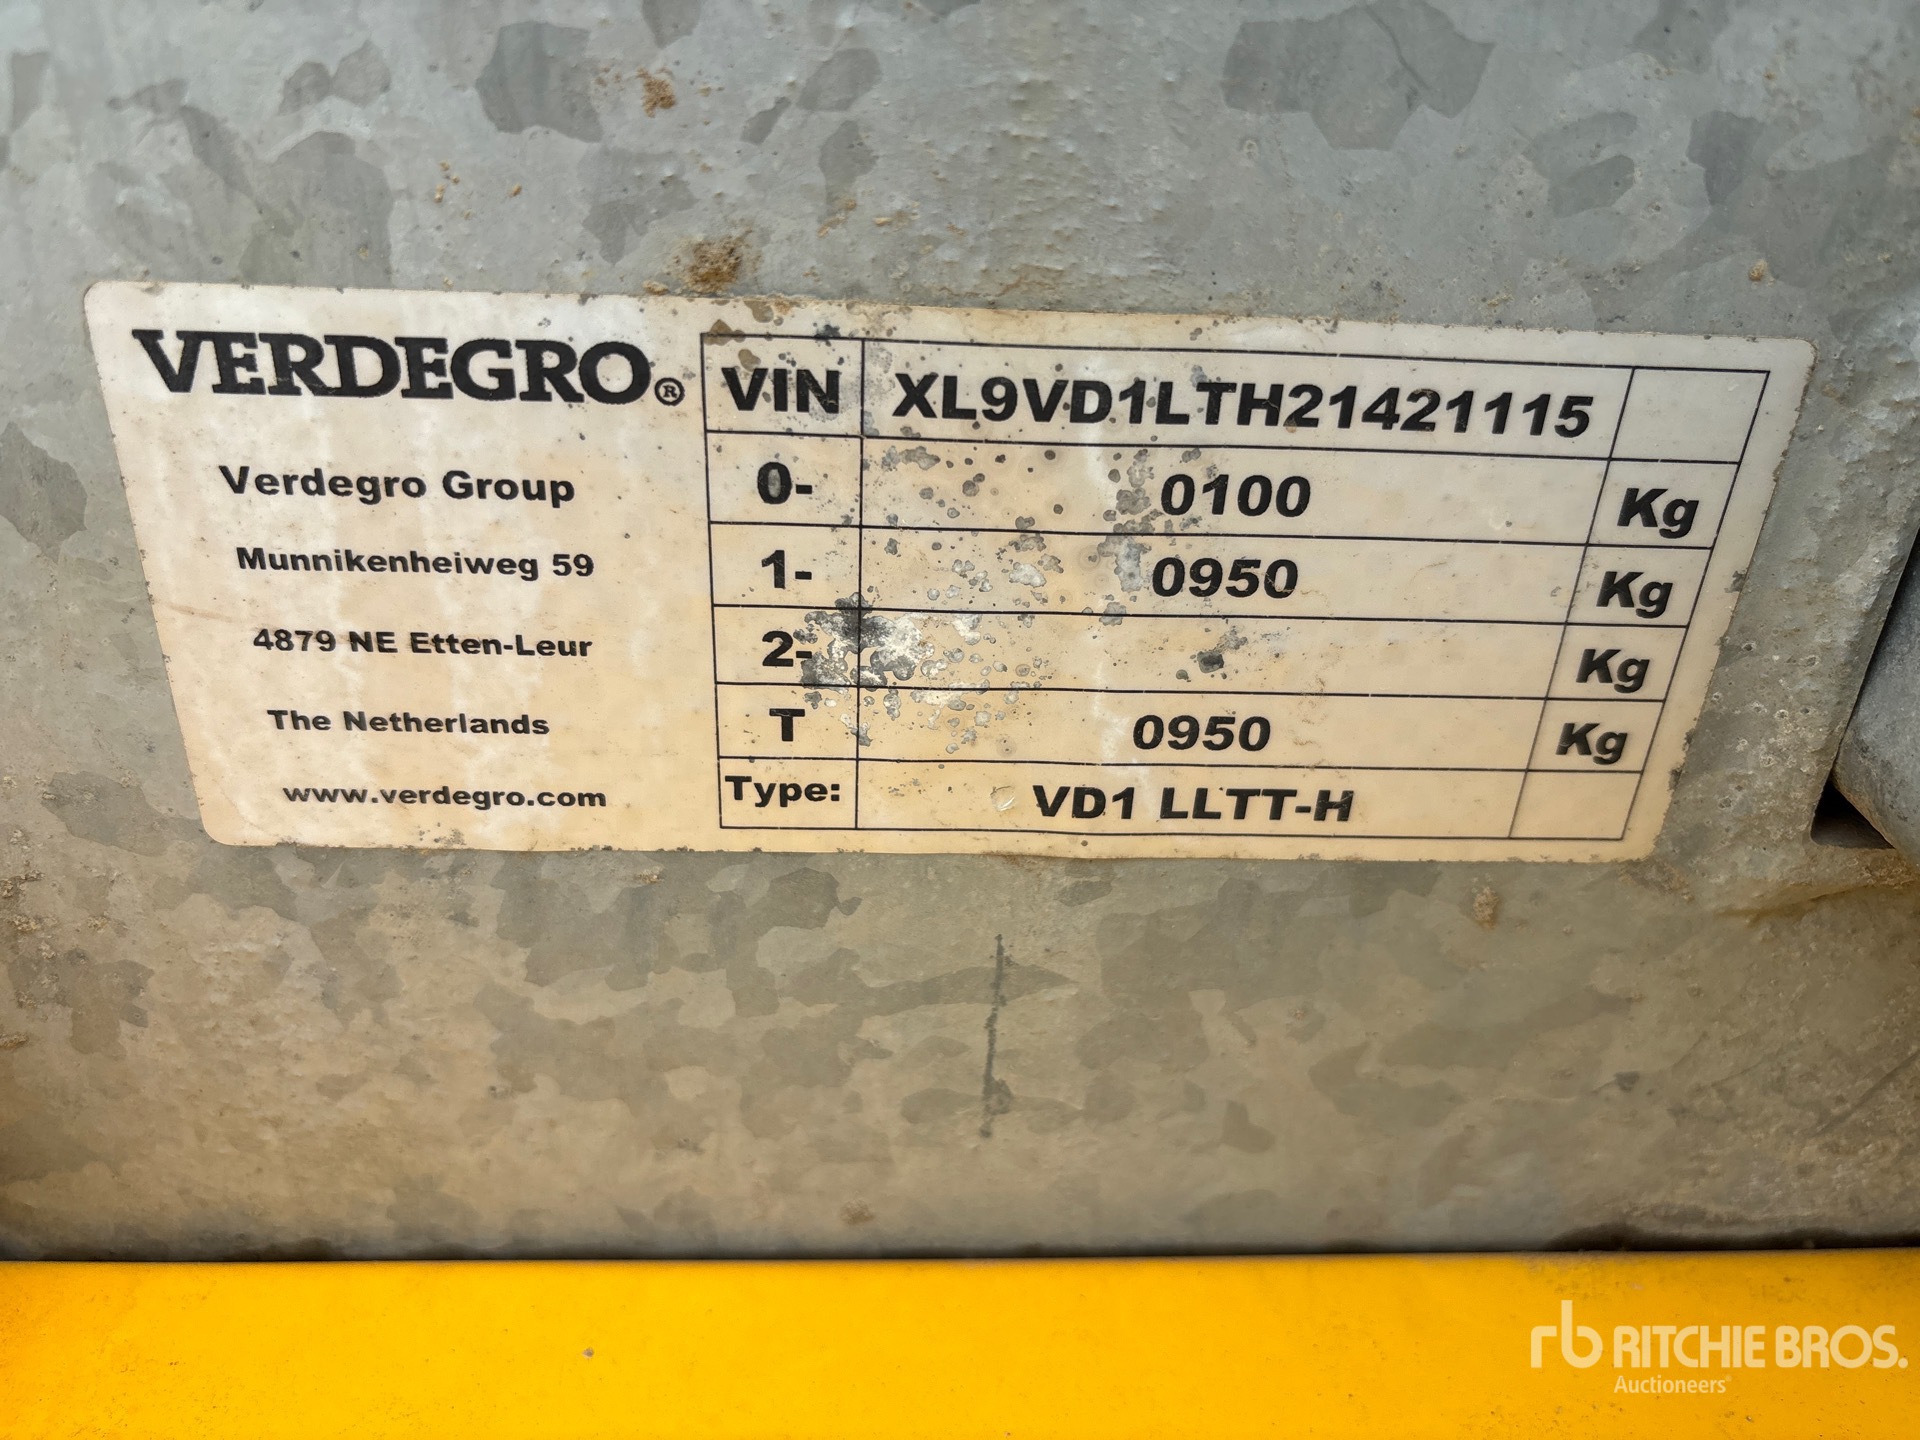 VERDEGRO®
Verdegro Group
Munnikenheiweg 59
4879 NE Etten-Leur
The Netherlands
www.verdegro.com
VIN XL9VD1LTH21421115
0- 0100 Kg
1- 0950 Kg
2- Kg
T 0950 Kg
Type: VD1 LLTT-H
rb RITCHIE BROS.
Auctioneers